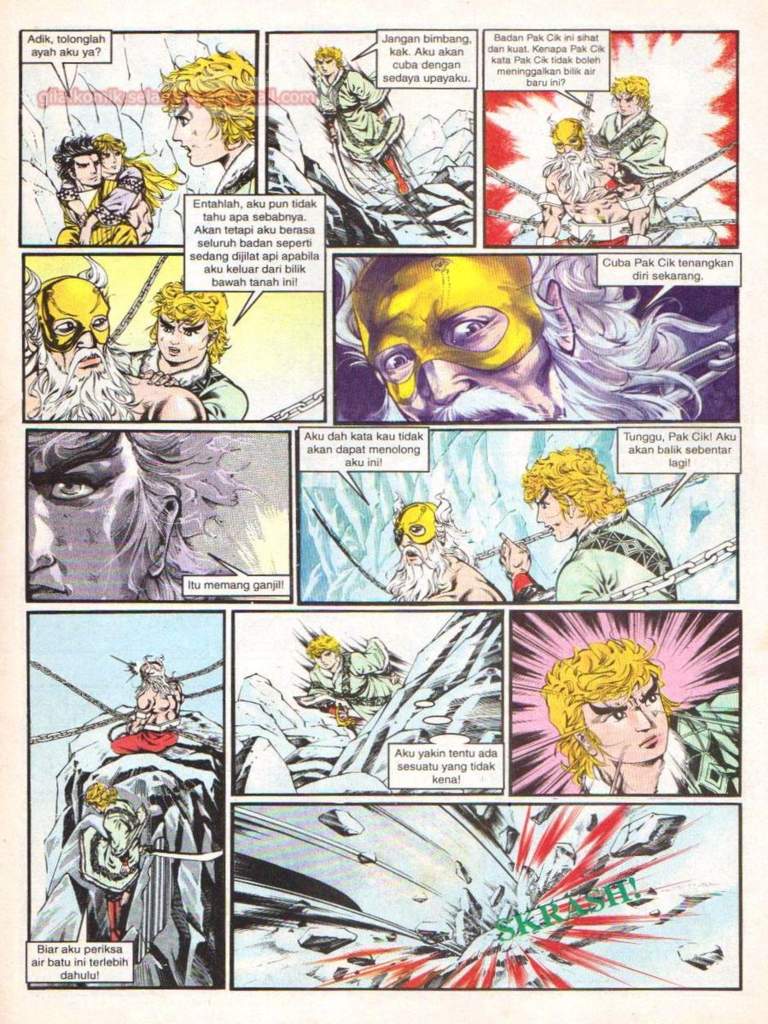 Adik, tolonglah
ayah aku ya?
Jangan bimbang,
kak. Aku akan
cuba dengan
sedaya upayaku.
Badan Pak Cik ini sihat
dan kuat. Kenapa Pak Cik
kata Pak Cik tidak boleh
meninggalkan bilik air
baru ini?
Entahlah, aku pun tidak
tahu apa sebabnya.
Akan tetapi aku berasa
seluruh badan seperti
sedang dijilat api apabila
aku keluar dari bilik
bawah tanah ini!
Cuba Pak Cik tenangkan
diri sekarang.
Itu memang ganjil!
Aku dah kata kau tidak
akan dapat menolong
aku ini!
Tunggu, Pak Cik! Aku
akan balik sebentar
lagi!
Biar aku periksa
air batu ini terlebih
dahulu!
Aku yakin tentu ada
sesuatu yang tidak
kena!
SKRASH!